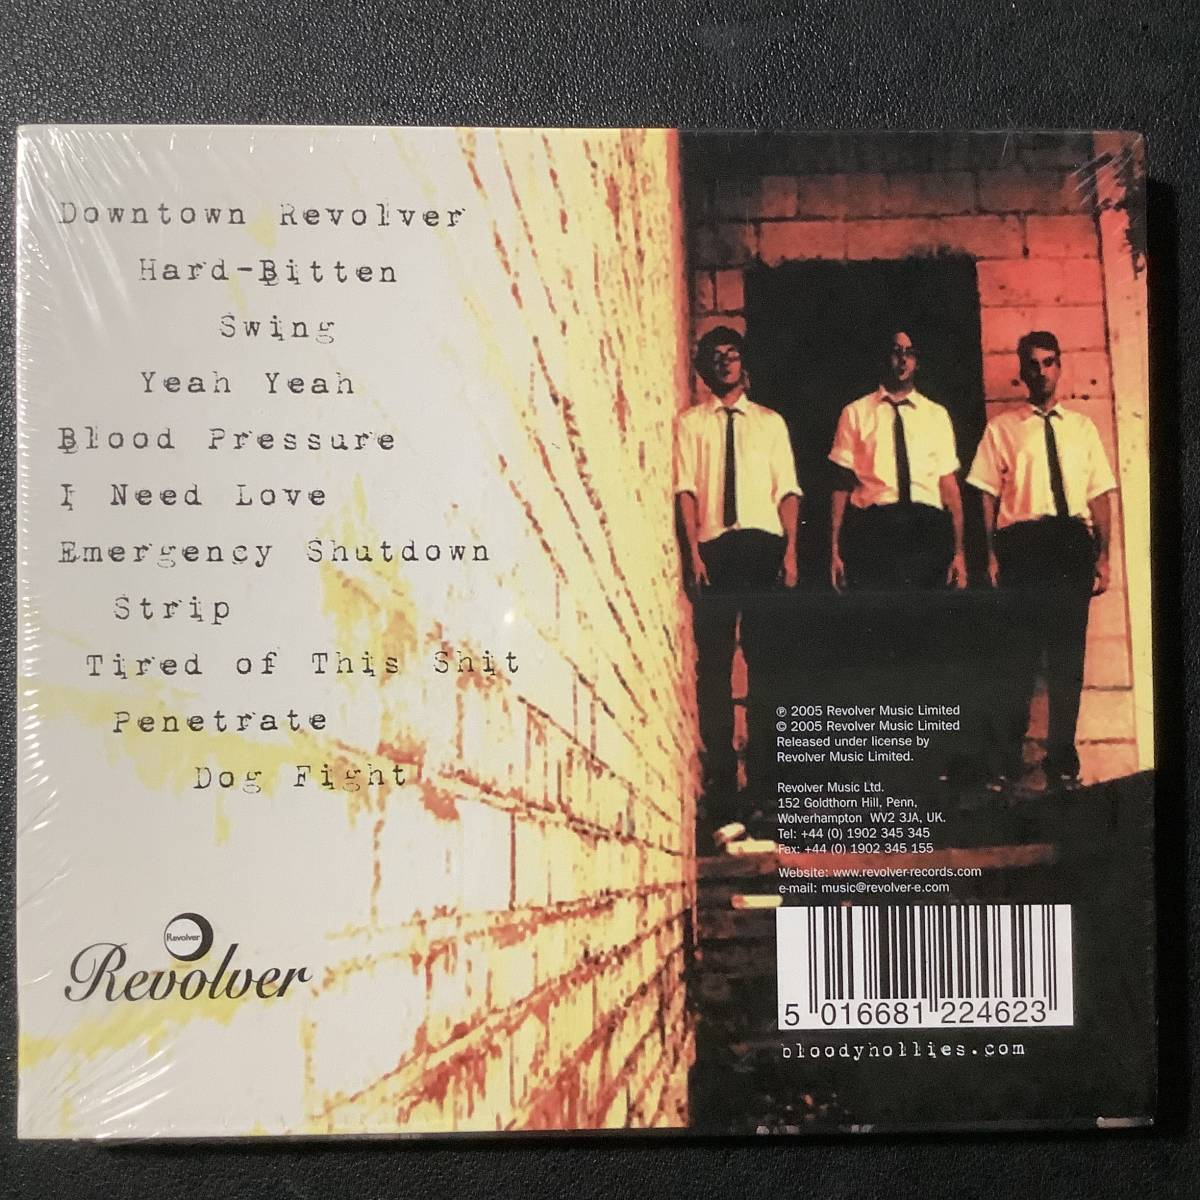 Downtown Revolver
Hard-Bitten
Swing
Yeah Yeah
Blood Pressure
I Need Love
Emergency Shutdown
Strip
Tired of This Shit
Penetrate
Dog Fight
Revolver
Revolver
℗ 2005 Revolver Music Limited
© 2005 Revolver Music Limited
Released under license by
Revolver Music Limited.
Revolver Music Ltd.
152 Goldthorn Hill, Penn,
Wolverhampton WV2 3JA, UK.
Tel: +44 (0) 1902 345 345
Fax: +44 (0) 1902 345 155
Website: www.revolver-records.com
e-mail: music@revolver-e.com
5 016681 224623
bloodyhollies.com